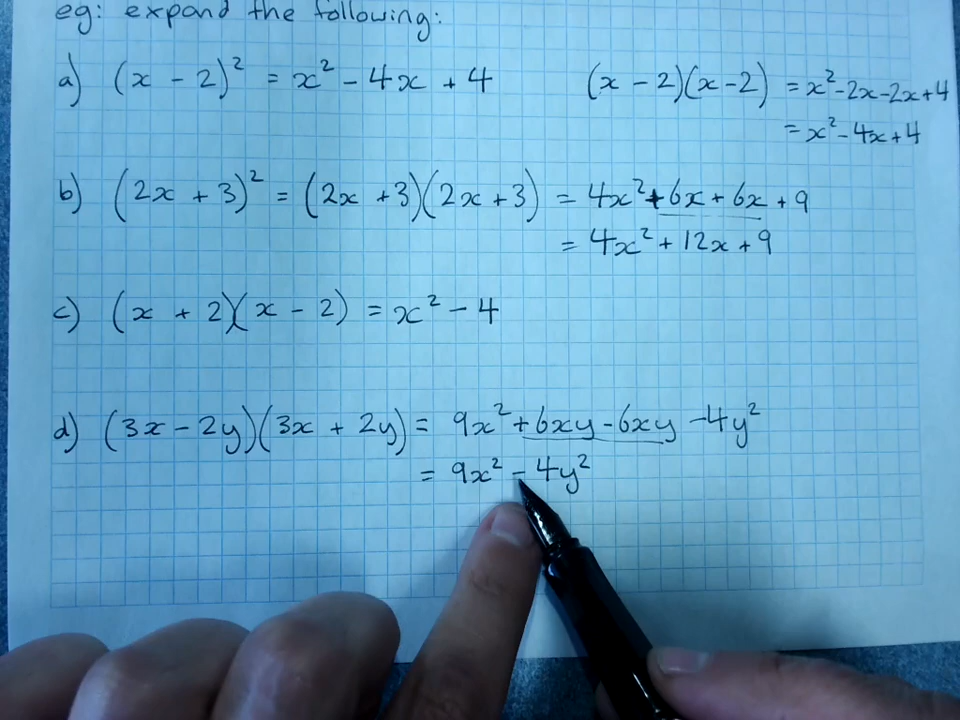 eg: expand the following:
a) (x - 2)² = x² - 4x + 4
(x - 2)(x - 2) = x² - 2x - 2x + 4
= x² - 4x + 4
b) (2x + 3)² = (2x + 3)(2x + 3) = 4x² + 6x + 6x + 9
= 4x² + 12x + 9
c) (x + 2)(x - 2) = x² - 4
d) (3x - 2y)(3x + 2y) = 9x² + 6xy - 6xy - 4y²
= 9x² - 4y²